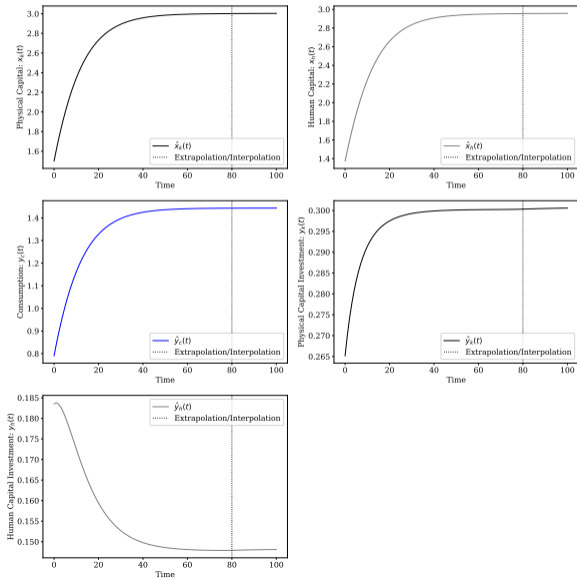 Physical Capital: x_k(t)
3.0
2.8
2.6
2.4
2.2
2.0
1.8
1.6
x̂_k(t)
Extrapolation/Interpolation
0 20 40 60 80 100
Time
Human Capital: x_h(t)
3.0
2.8
2.6
2.4
2.2
2.0
1.8
1.6
1.4
x̂_h(t)
Extrapolation/Interpolation
0 20 40 60 80 100
Time
Consumption: y_c(t)
1.4
1.3
1.2
1.1
1.0
0.9
0.8
ŷ_c(t)
Extrapolation/Interpolation
0 20 40 60 80 100
Time
Physical Capital Investment: y_k(t)
0.300
0.295
0.290
0.285
0.280
0.275
0.270
0.265
ŷ_k(t)
Extrapolation/Interpolation
0 20 40 60 80 100
Time
Human Capital Investment: y_h(t)
0.185
0.180
0.175
0.170
0.165
0.160
0.155
0.150
ŷ_h(t)
Extrapolation/Interpolation
0 20 40 60 80 100
Time